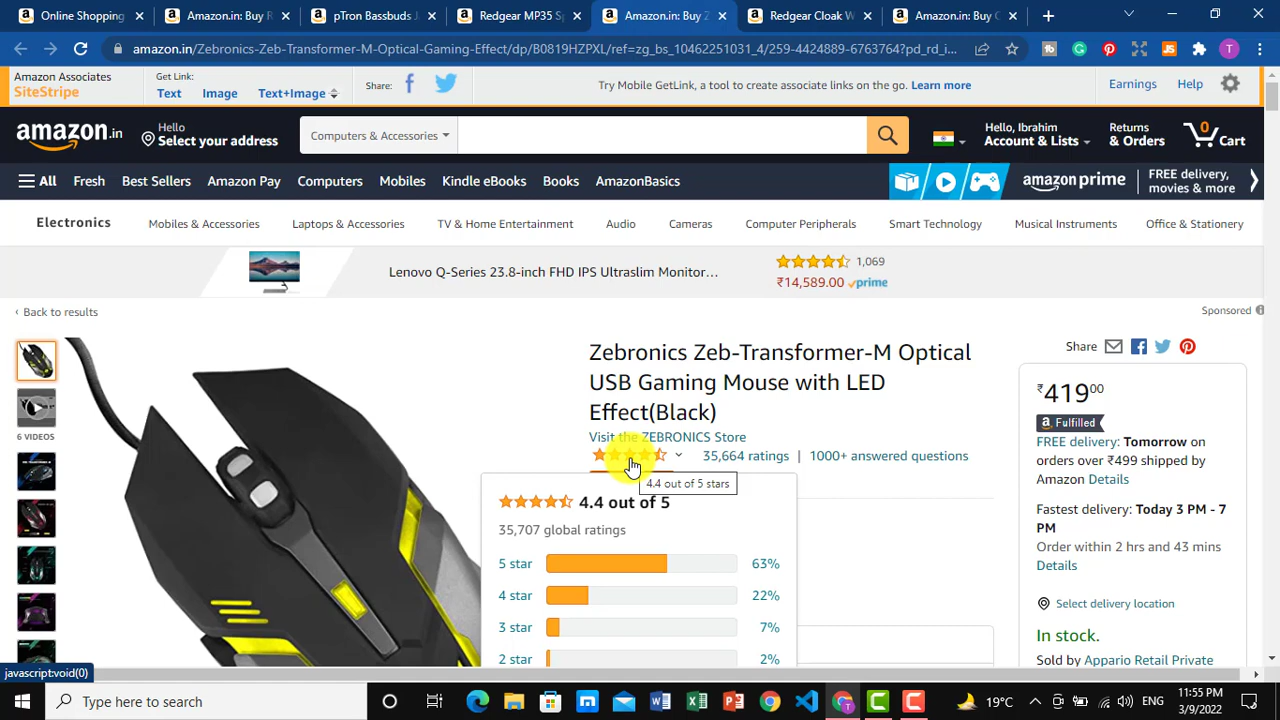 Online Shopping
Amazon.in: Buy R
pTron Bassbuds J
Redgear MP35 Sp
Amazon.in: Buy Z
Redgear Cloak W
Amazon.in: Buy C
amazon.in/Zebronics-Zeb-Transformer-M-Optical-Gaming-Effect/dp/B0819HZPXL/ref=zg_bs_10462251031_4/259-4424889-6763764?pd_rd_i...
Amazon Associates
SiteStripe
Get Link:
Text Image Text+Image
Share:
Try Mobile GetLink, a tool to create associate links on the go. Learn more
Earnings Help
amazon.in
Hello
Select your address
Computers & Accessories
Hello, Ibrahim
Account & Lists
Returns
& Orders
0
Cart
All Fresh Best Sellers Amazon Pay Computers Mobiles Kindle eBooks Books AmazonBasics
amazon prime
FREE delivery,
movies & more
Electronics Mobiles & Accessories Laptops & Accessories TV & Home Entertainment Audio Cameras Computer Peripherals Smart Technology Musical Instruments Office & Stationery
Lenovo Q-Series 23.8-inch FHD IPS Ultraslim Monitor...
1,069
₹14,589.00 prime
‹ Back to results
Sponsored
6 VIDEOS
Zebronics Zeb-Transformer-M Optical
USB Gaming Mouse with LED
Effect(Black)
Visit the ZEBRONICS Store
35,664 ratings | 1000+ answered questions
4.4 out of 5 stars
4.4 out of 5
35,707 global ratings
5 star 63%
4 star 22%
3 star 7%
2 star 2%
Share
₹41900
a Fulfilled
FREE delivery: Tomorrow on
orders over ₹499 shipped by
Amazon Details
Fastest delivery: Today 3 PM - 7
PM
Order within 2 hrs and 43 mins
Details
Select delivery location
In stock.
Sold by Appario Retail Private
javascript:void(0)
Type here to search
19°C
ENG
11:55 PM
3/9/2022